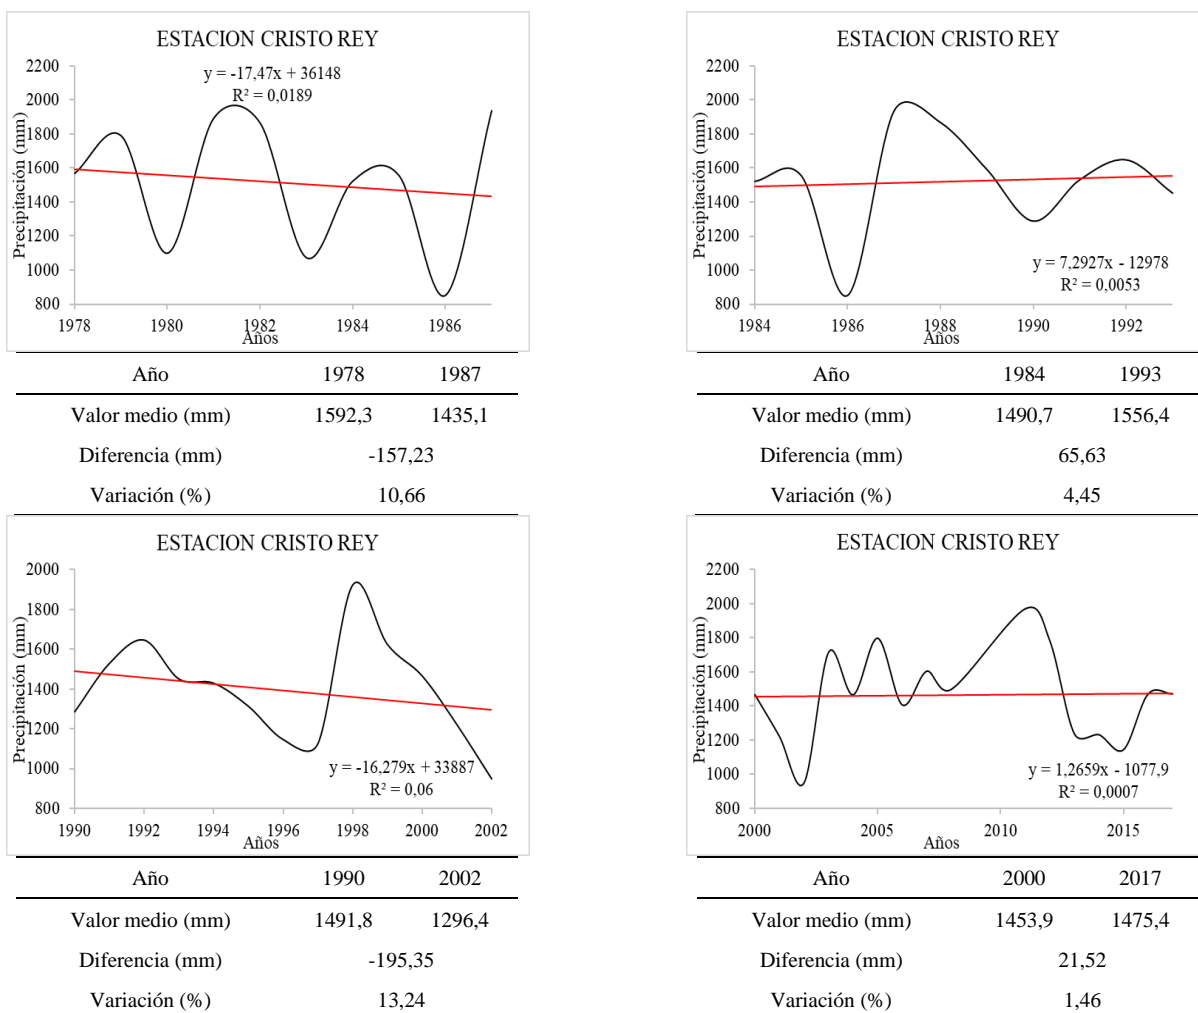 ESTACION CRISTO REY
y = -17,47x + 36148
R² = 0,0189
Precipitación (mm)
2200
2000
1800
1600
1400
1200
1000
800
1978 1980 1982 1984 1986
Años
Año 1978 1987
Valor medio (mm) 1592,3 1435,1
Diferencia (mm) -157,23
Variación (%) 10,66
ESTACION CRISTO REY
Precipitación (mm)
2200
2000
1800
1600
1400
1200
1000
800
y = 7,2927x - 12978
R² = 0,0053
1984 1986 1988 1990 1992
Años
Año 1984 1993
Valor medio (mm) 1490,7 1556,4
Diferencia (mm) 65,63
Variación (%) 4,45
ESTACION CRISTO REY
Precipitación (mm)
2000
1800
1600
1400
1200
1000
800
y = -16,279x + 33887
R² = 0,06
1990 1992 1994 1996 1998 2000 2002
Años
Año 1990 2002
Valor medio (mm) 1491,8 1296,4
Diferencia (mm) -195,35
Variación (%) 13,24
ESTACION CRISTO REY
Precipitación (mm)
2200
2000
1800
1600
1400
1200
1000
800
y = 1,2659x - 1077,9
R² = 0,0007
2000 2005 2010 2015
Años
Año 2000 2017
Valor medio (mm) 1453,9 1475,4
Diferencia (mm) 21,52
Variación (%) 1,46